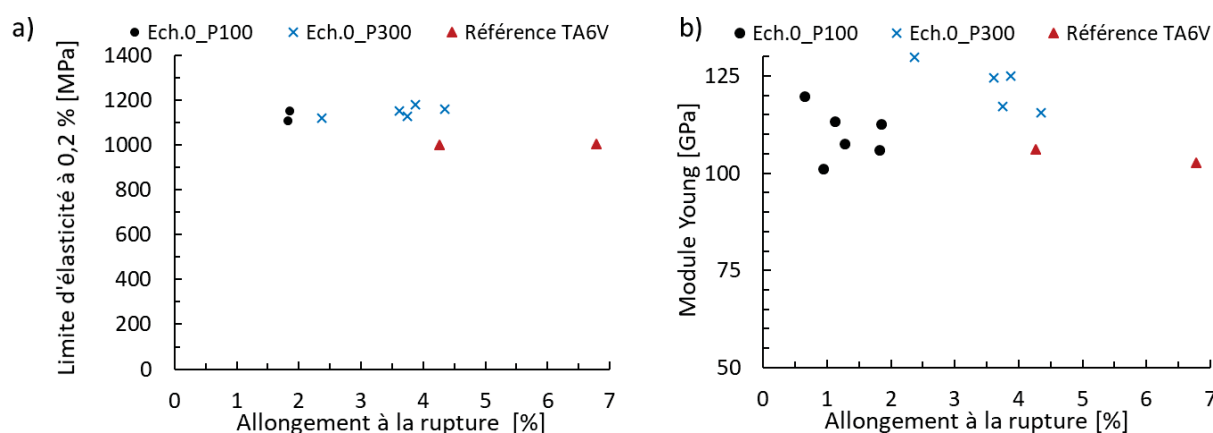 a)
Ech.0_P100 Ech.0_P300 Référence TA6V
Limite d'élasticité à 0,2 % [MPa]
1400
1200
1000
800
600
400
200
0
0 1 2 3 4 5 6 7
Allongement à la rupture [%]
b)
Ech.0_P100 Ech.0_P300 Référence TA6V
Module Young [GPa]
125
100
75
50
0 1 2 3 4 5 6 7
Allongement à la rupture [%]